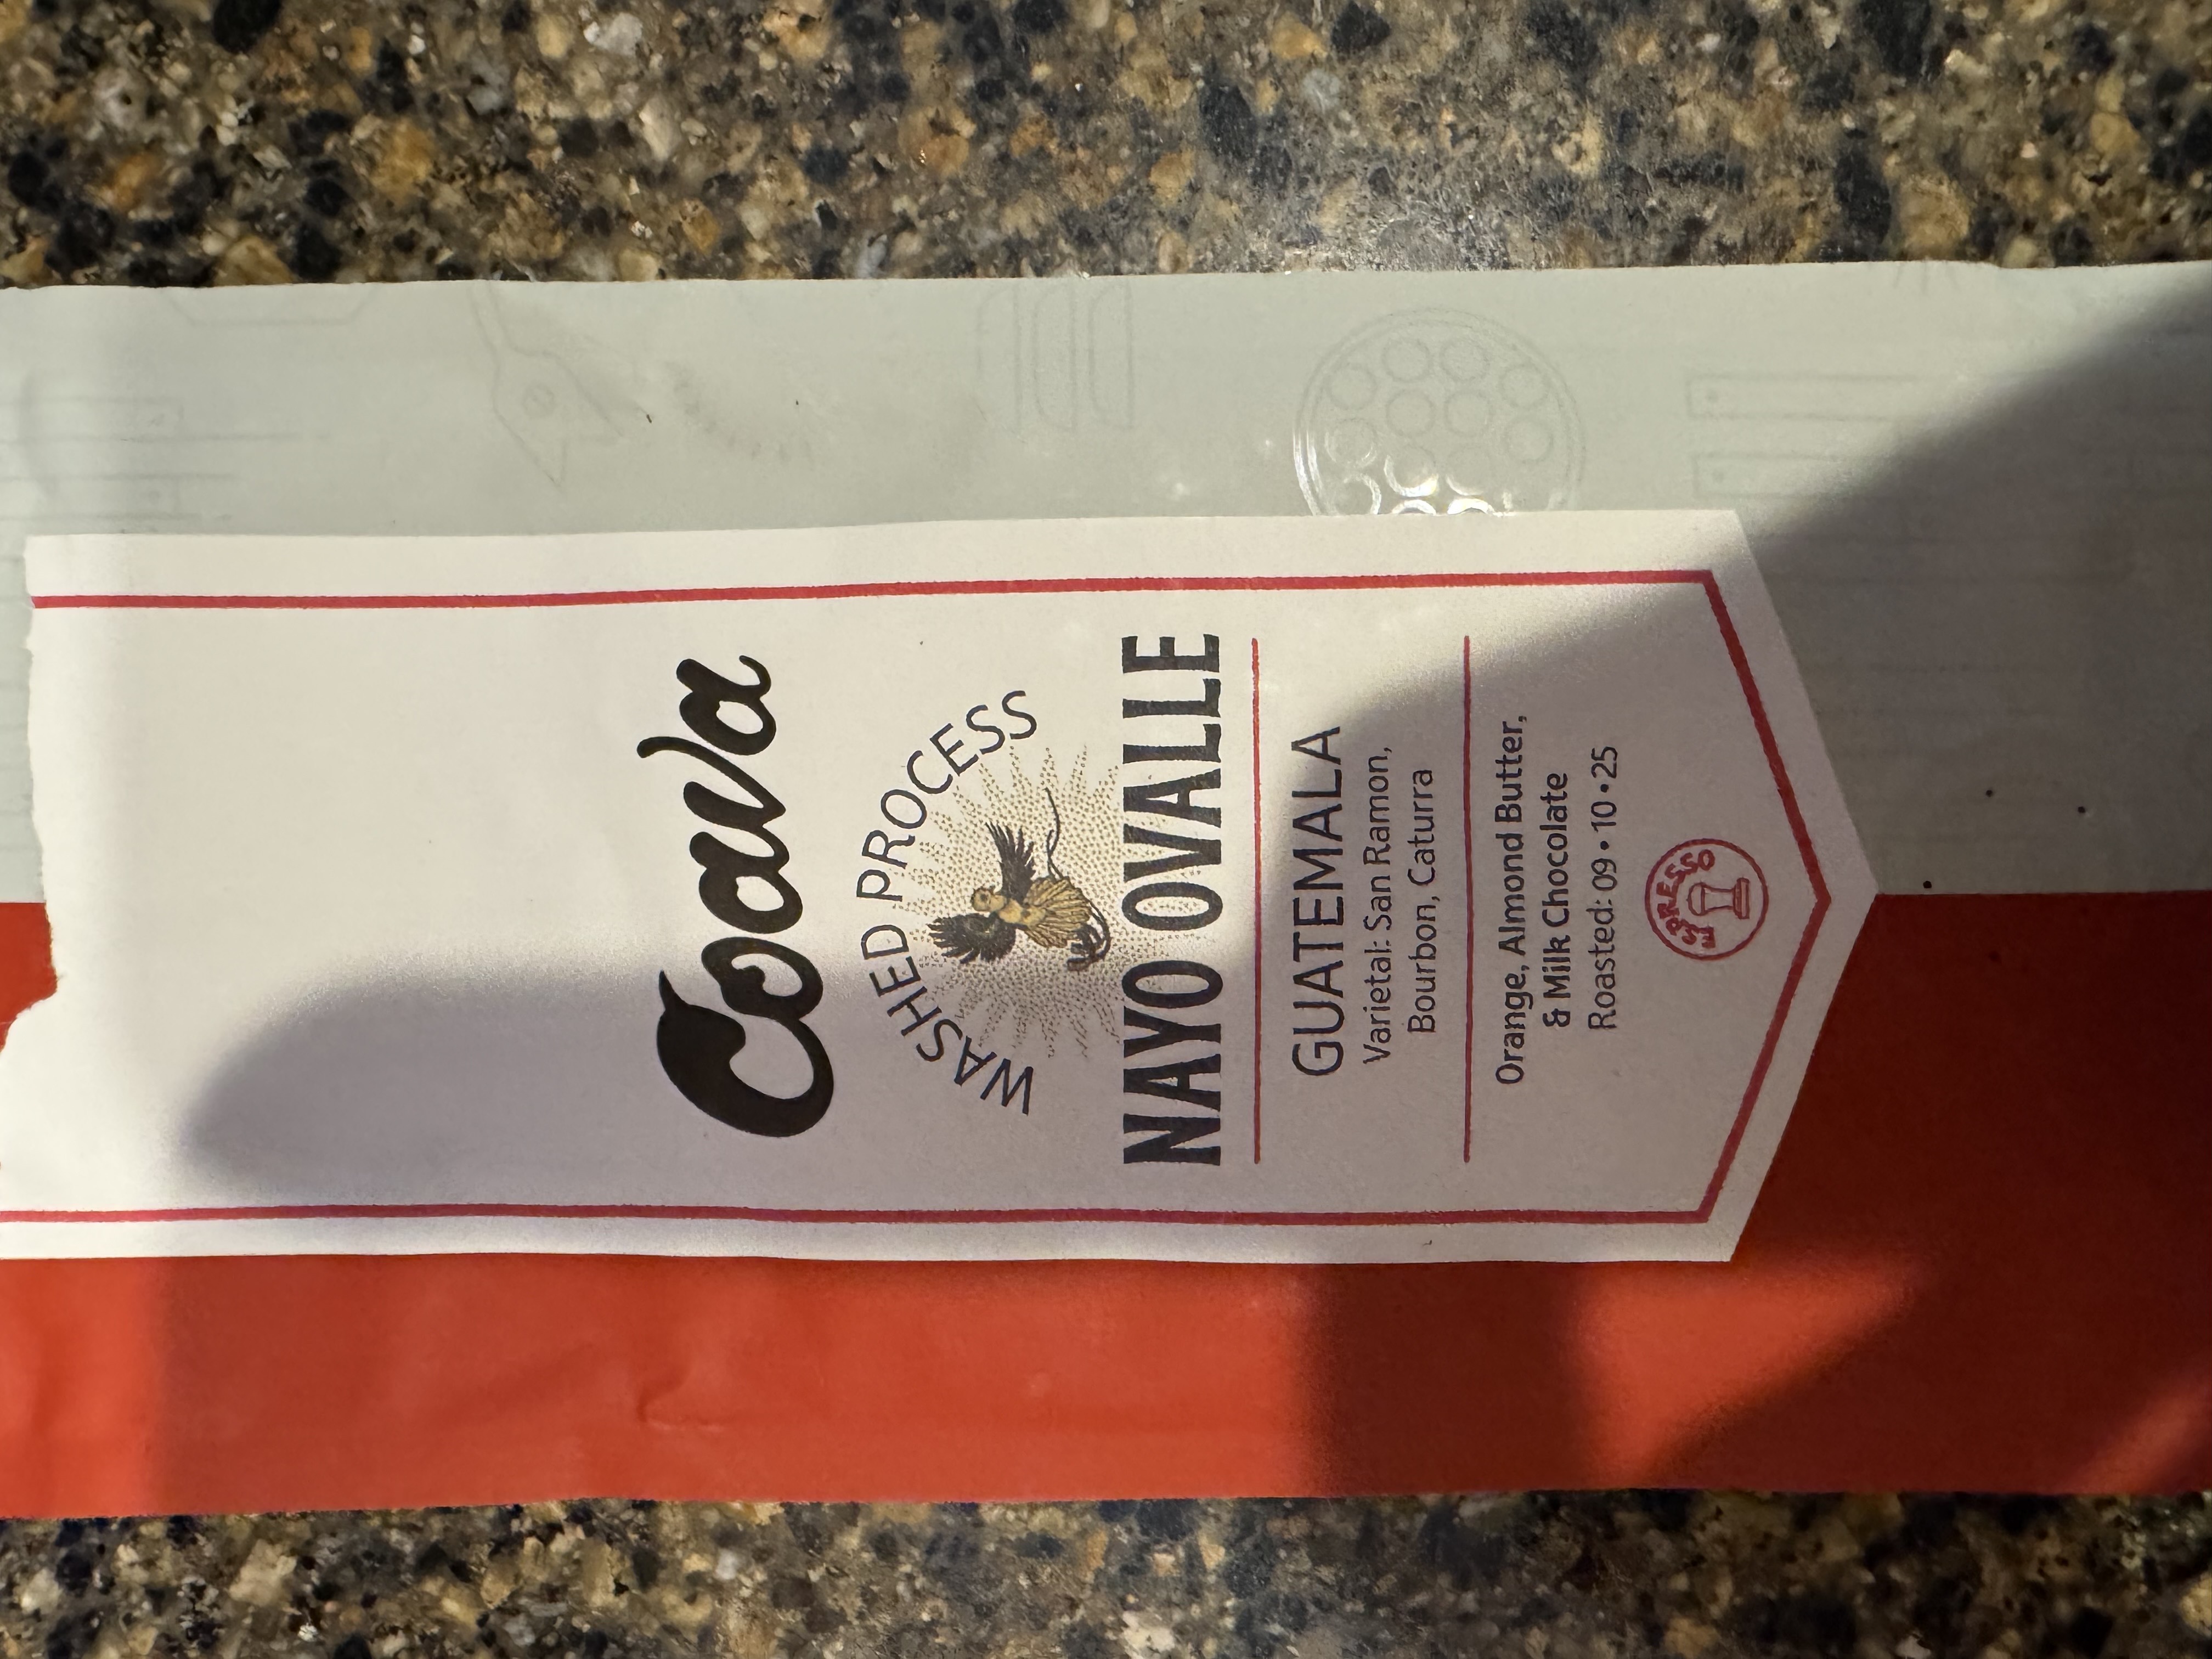 Coava
WASHED PROCESS
NAYO OVALLE
GUATEMALA
Varietal: San Ramon,
Bourbon, Caturra
Orange, Almond Butter,
& Milk Chocolate
Roasted: 09•10•25
ESPRESSO